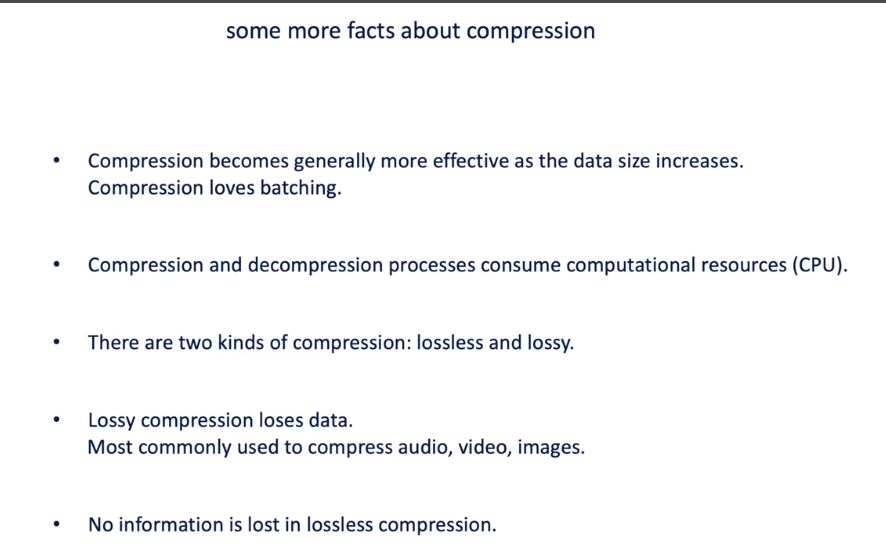 some more facts about compression
• Compression becomes generally more effective as the data size increases.
Compression loves batching.
• Compression and decompression processes consume computational resources (CPU).
• There are two kinds of compression: lossless and lossy.
• Lossy compression loses data.
Most commonly used to compress audio, video, images.
• No information is lost in lossless compression.